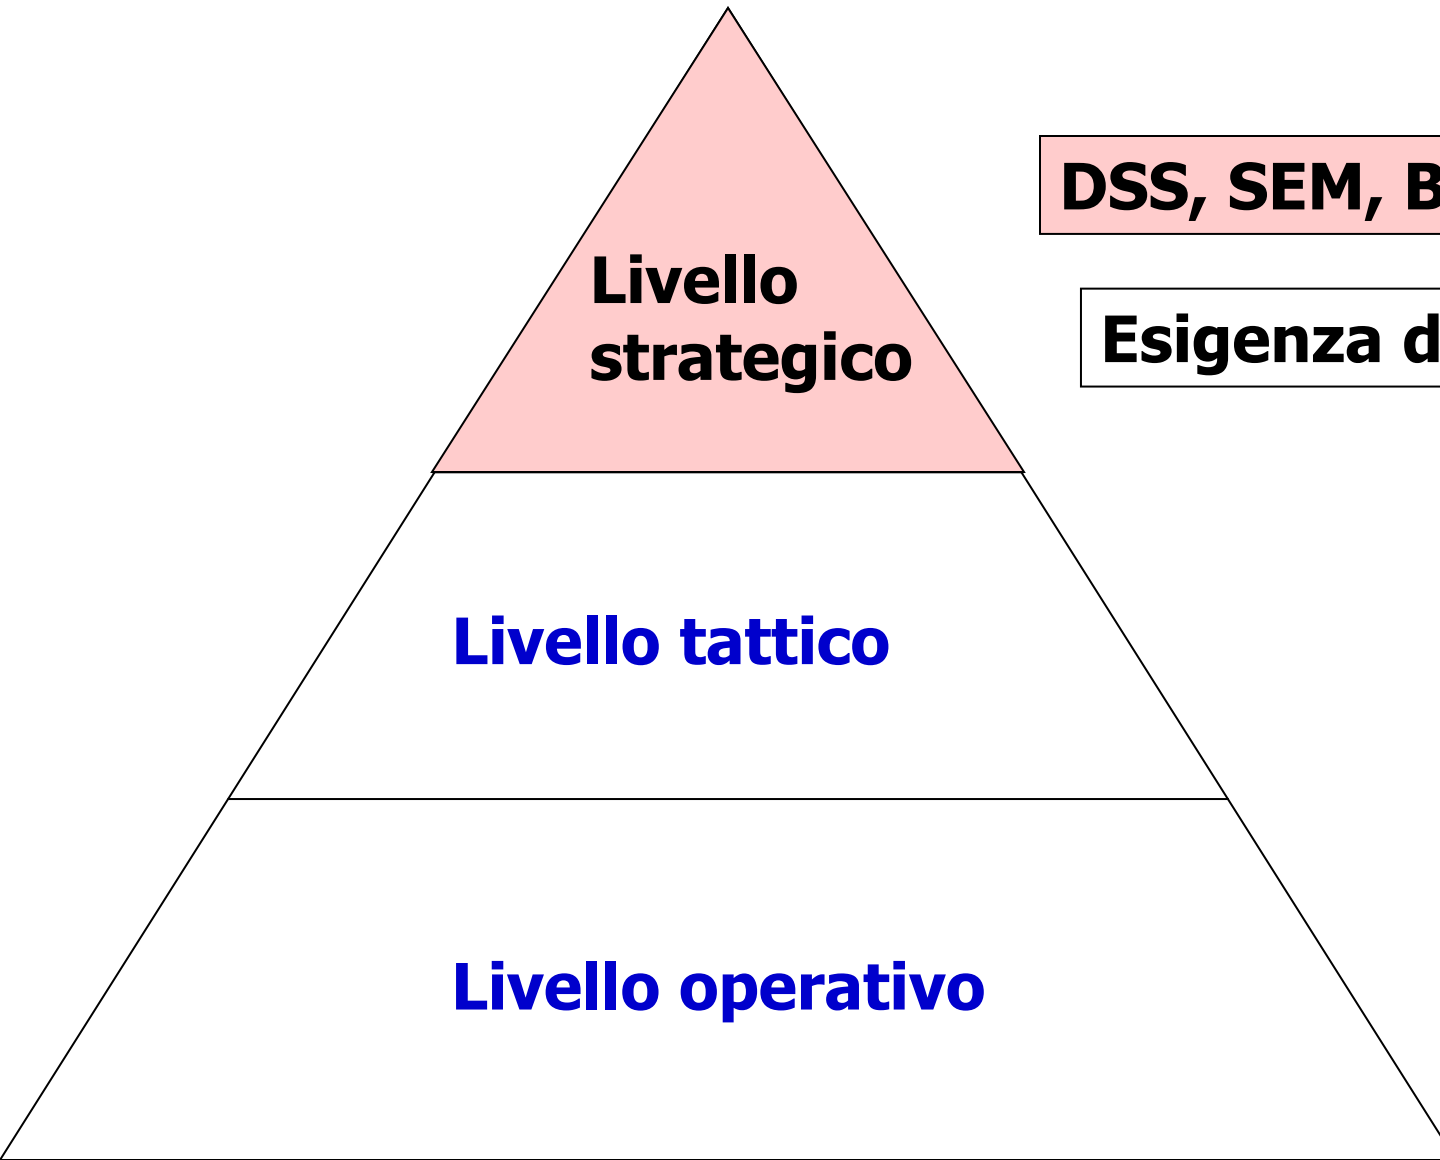 DSS, SEM, B
Livello
strategico
Esigenza d
Livello tattico
Livello operativo